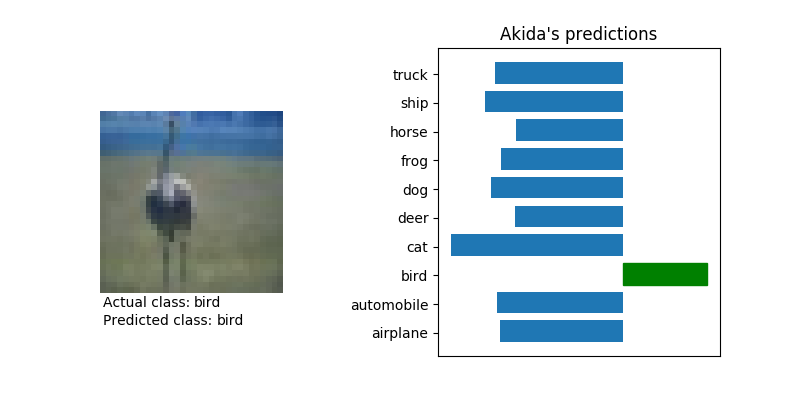 Akida's predictions
truck
ship
horse
frog
dog
deer
cat
bird
automobile
airplane
Actual class: bird
Predicted class: bird